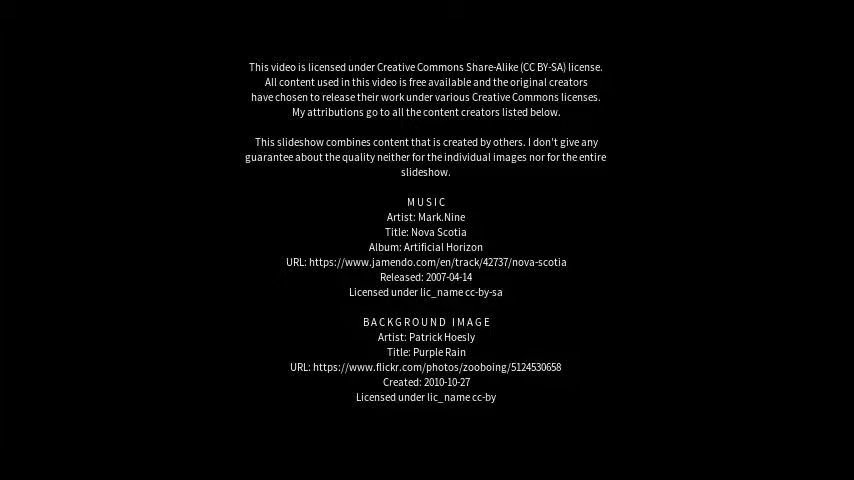 This video is licensed under Creative Commons Share-Alike (CC BY-SA) license.
All content used in this video is free available and the original creators
have chosen to release their work under various Creative Commons licenses.
My attributions go to all the content creators listed below.
This slideshow combines content that is created by others. I don't give any
guarantee about the quality neither for the individual images nor for the entire
slideshow.
MUSIC
Artist: Mark.Nine
Title: Nova Scotia
Album: Artificial Horizon
URL: https://www.jamendo.com/en/track/42737/nova-scotia
Released: 2007-04-14
Licensed under lic_name cc-by-sa
BACKGROUND IMAGE
Artist: Patrick Hoesly
Title: Purple Rain
URL: https://www.flickr.com/photos/zooboing/5124530658
Created: 2010-10-27
Licensed under lic_name cc-by